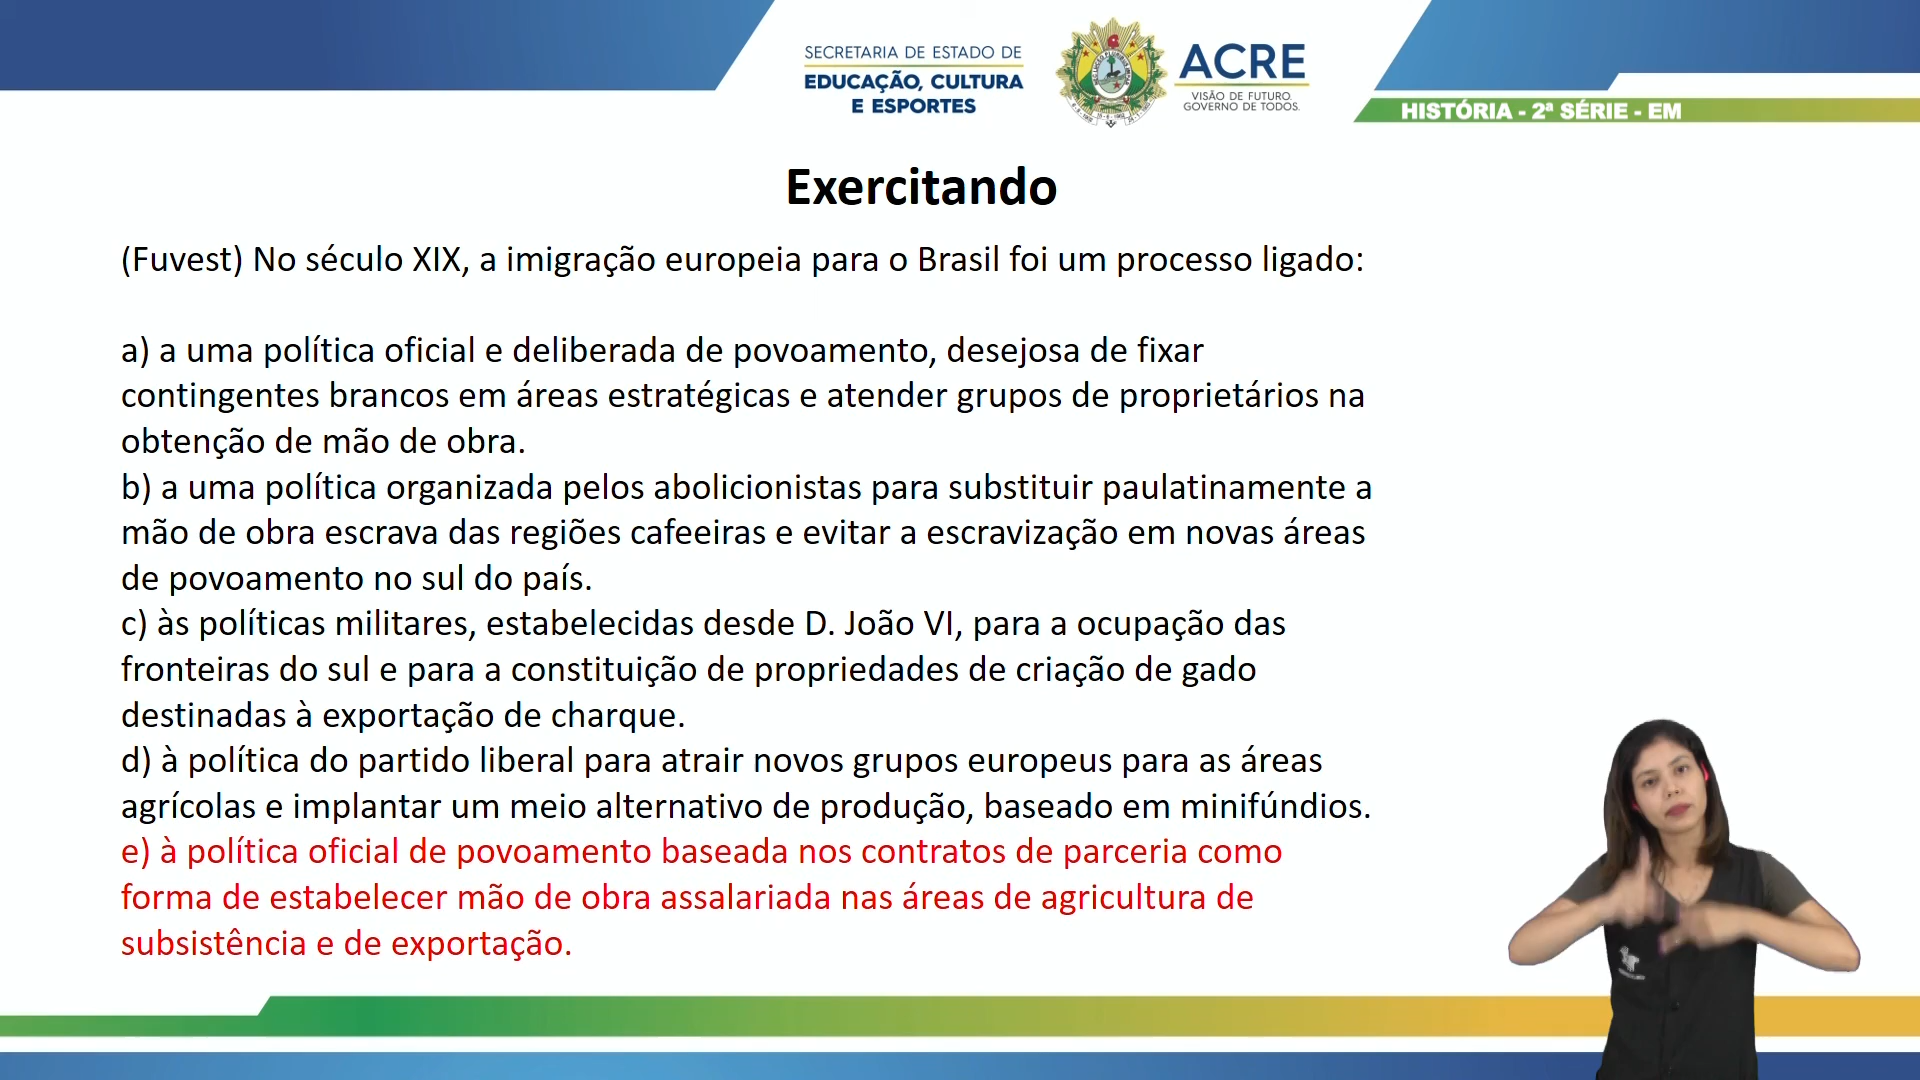 SECRETARIA DE ESTADO DE
EDUCAÇÃO, CULTURA
E ESPORTES
ACRE
VISÃO DE FUTURO.
GOVERNO DE TODOS.
HISTÓRIA - 2ª SÉRIE - EM
Exercitando
(Fuvest) No século XIX, a imigração europeia para o Brasil foi um processo ligado:
a) a uma política oficial e deliberada de povoamento, desejosa de fixar
contingentes brancos em áreas estratégicas e atender grupos de proprietários na
obtenção de mão de obra.
b) a uma política organizada pelos abolicionistas para substituir paulatinamente a
mão de obra escrava das regiões cafeeiras e evitar a escravização em novas áreas
de povoamento no sul do país.
c) às políticas militares, estabelecidas desde D. João VI, para a ocupação das
fronteiras do sul e para a constituição de propriedades de criação de gado
destinadas à exportação de charque.
d) à política do partido liberal para atrair novos grupos europeus para as áreas
agrícolas e implantar um meio alternativo de produção, baseado em minifúndios.
e) à política oficial de povoamento baseada nos contratos de parceria como
forma de estabelecer mão de obra assalariada nas áreas de agricultura de
subsistência e de exportação.